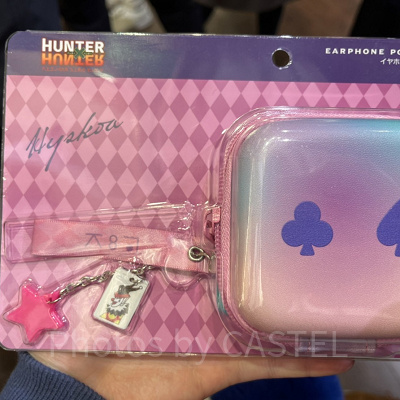 HUNTER
HUNTER
EARPHONE PO
イヤホ
Hyskoa
Photos by CASTEL